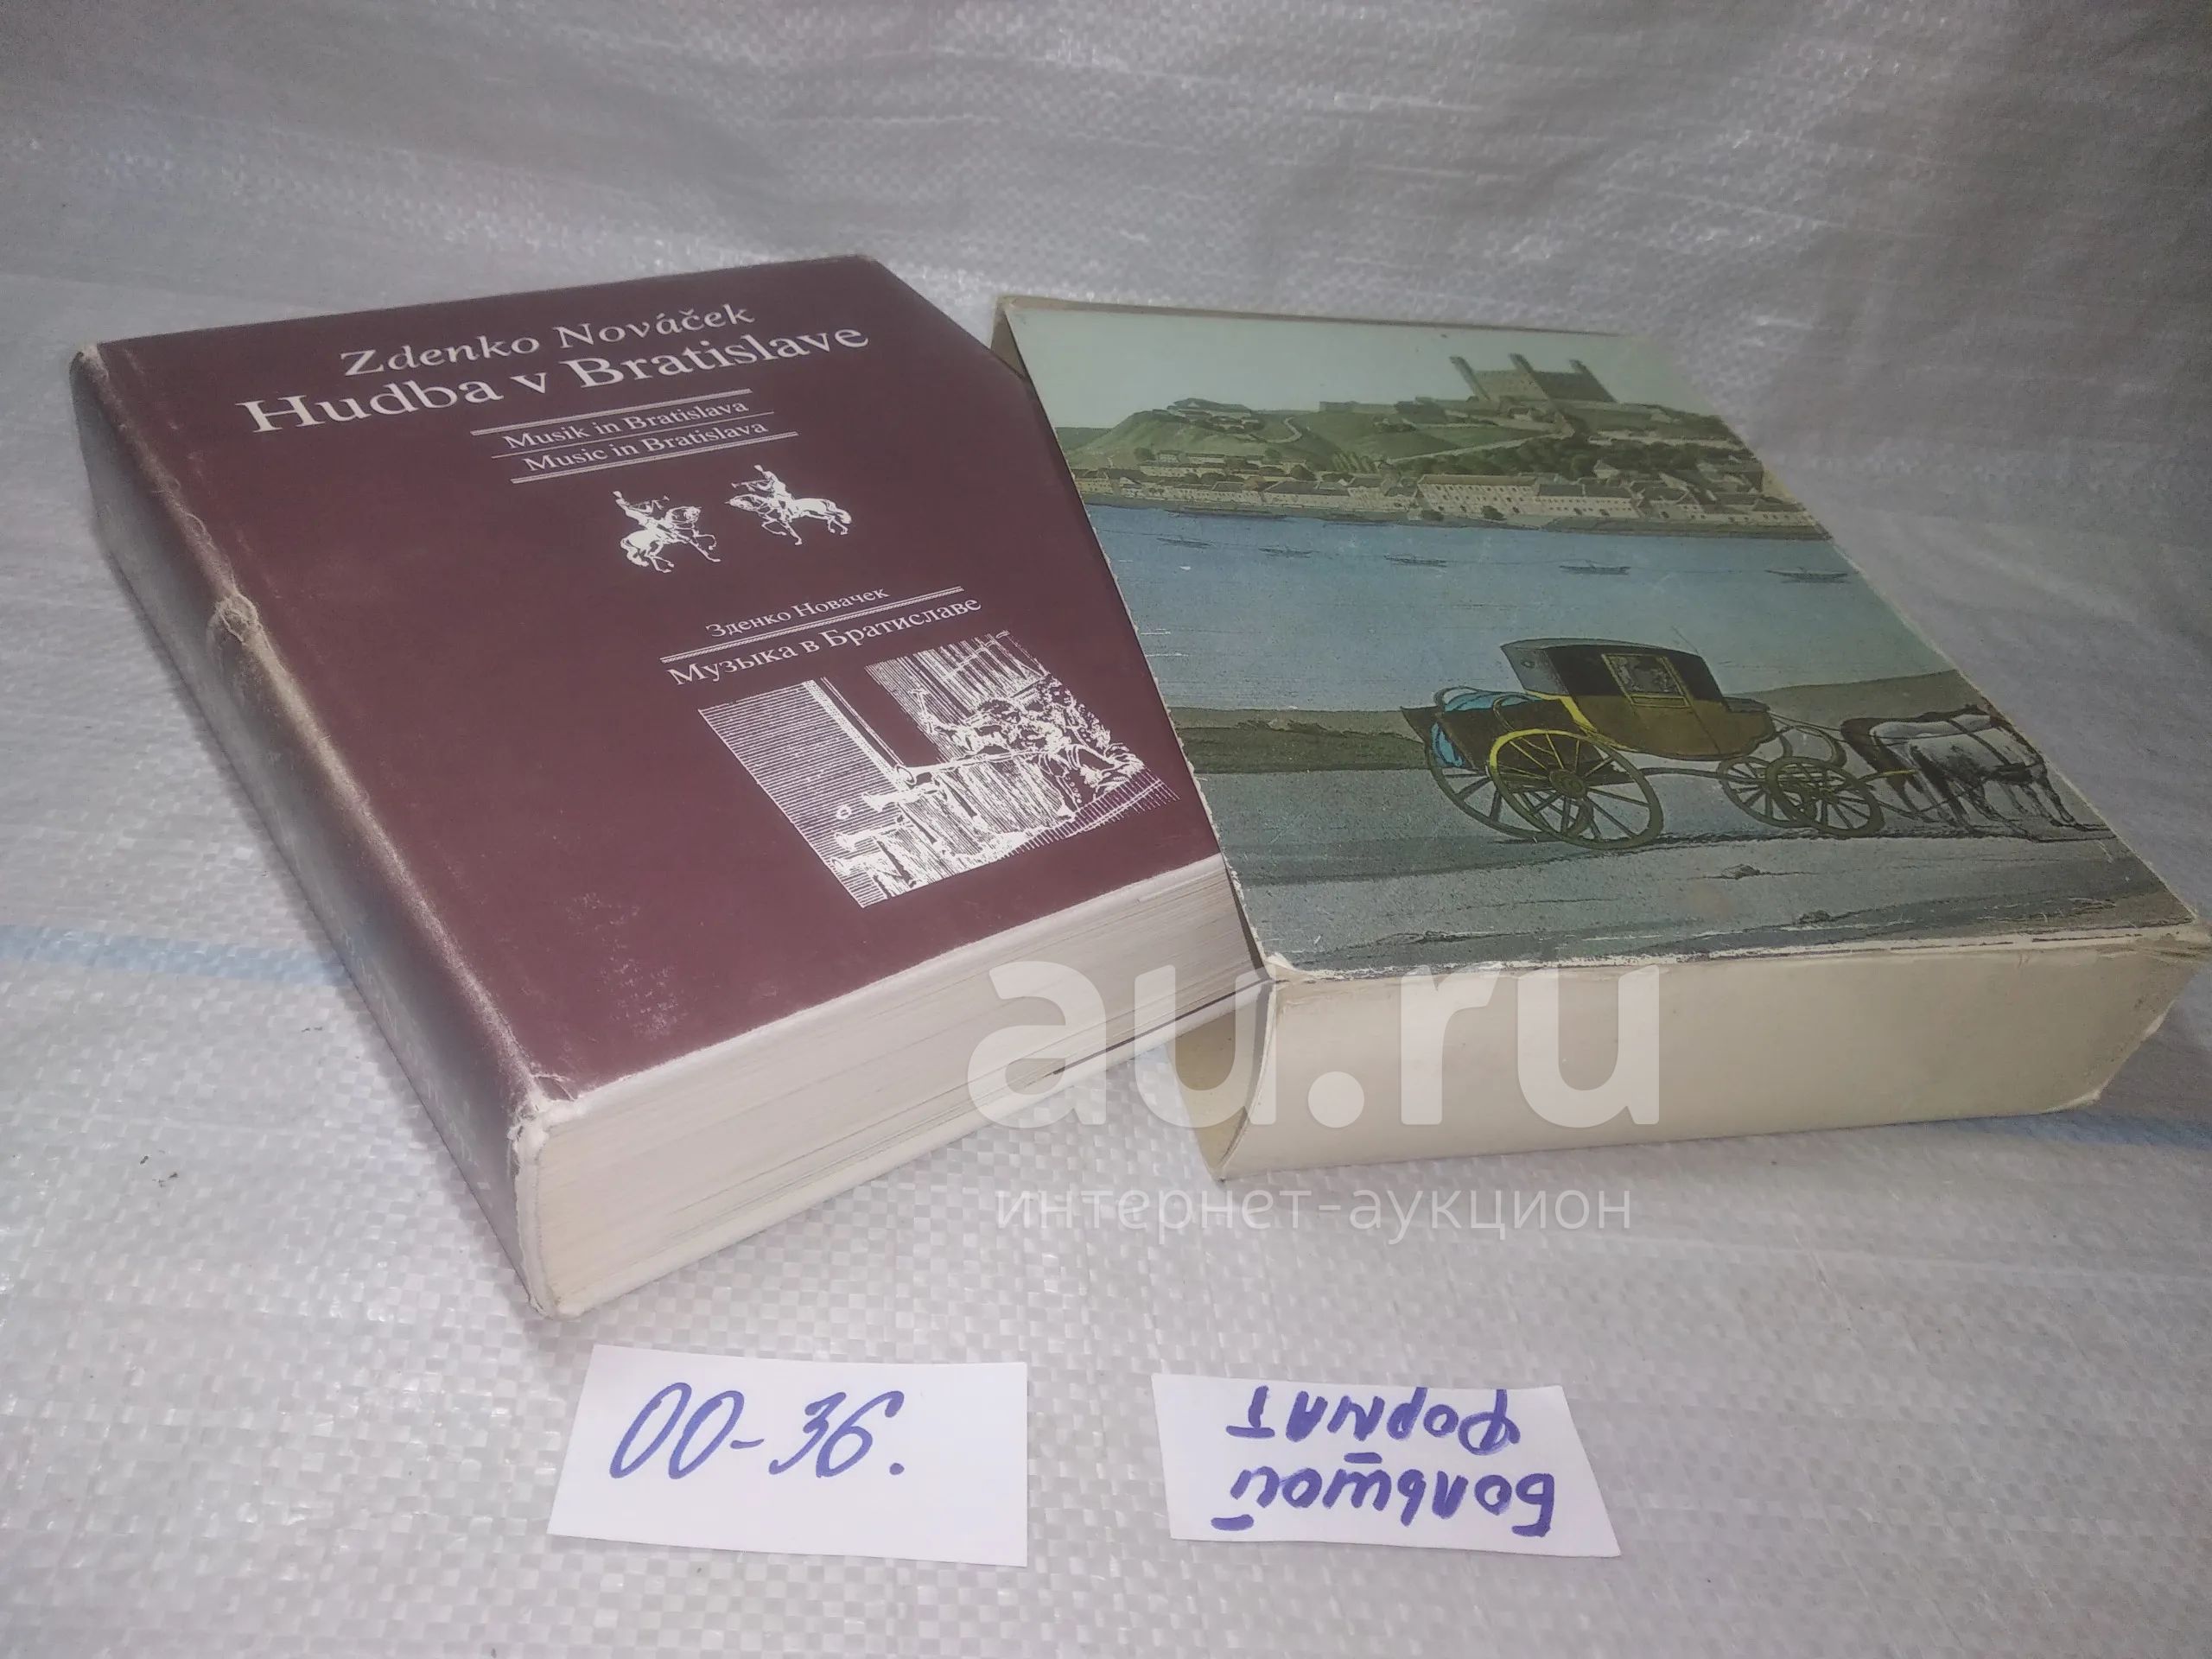 Zdenko Nováček
Hudba v Bratislave
Musik in Bratislava
Music in Bratislava
Зденко Новачек
Музыка в Братиславе
au.ru
интернет-аукцион
00-36.
Большой
формат